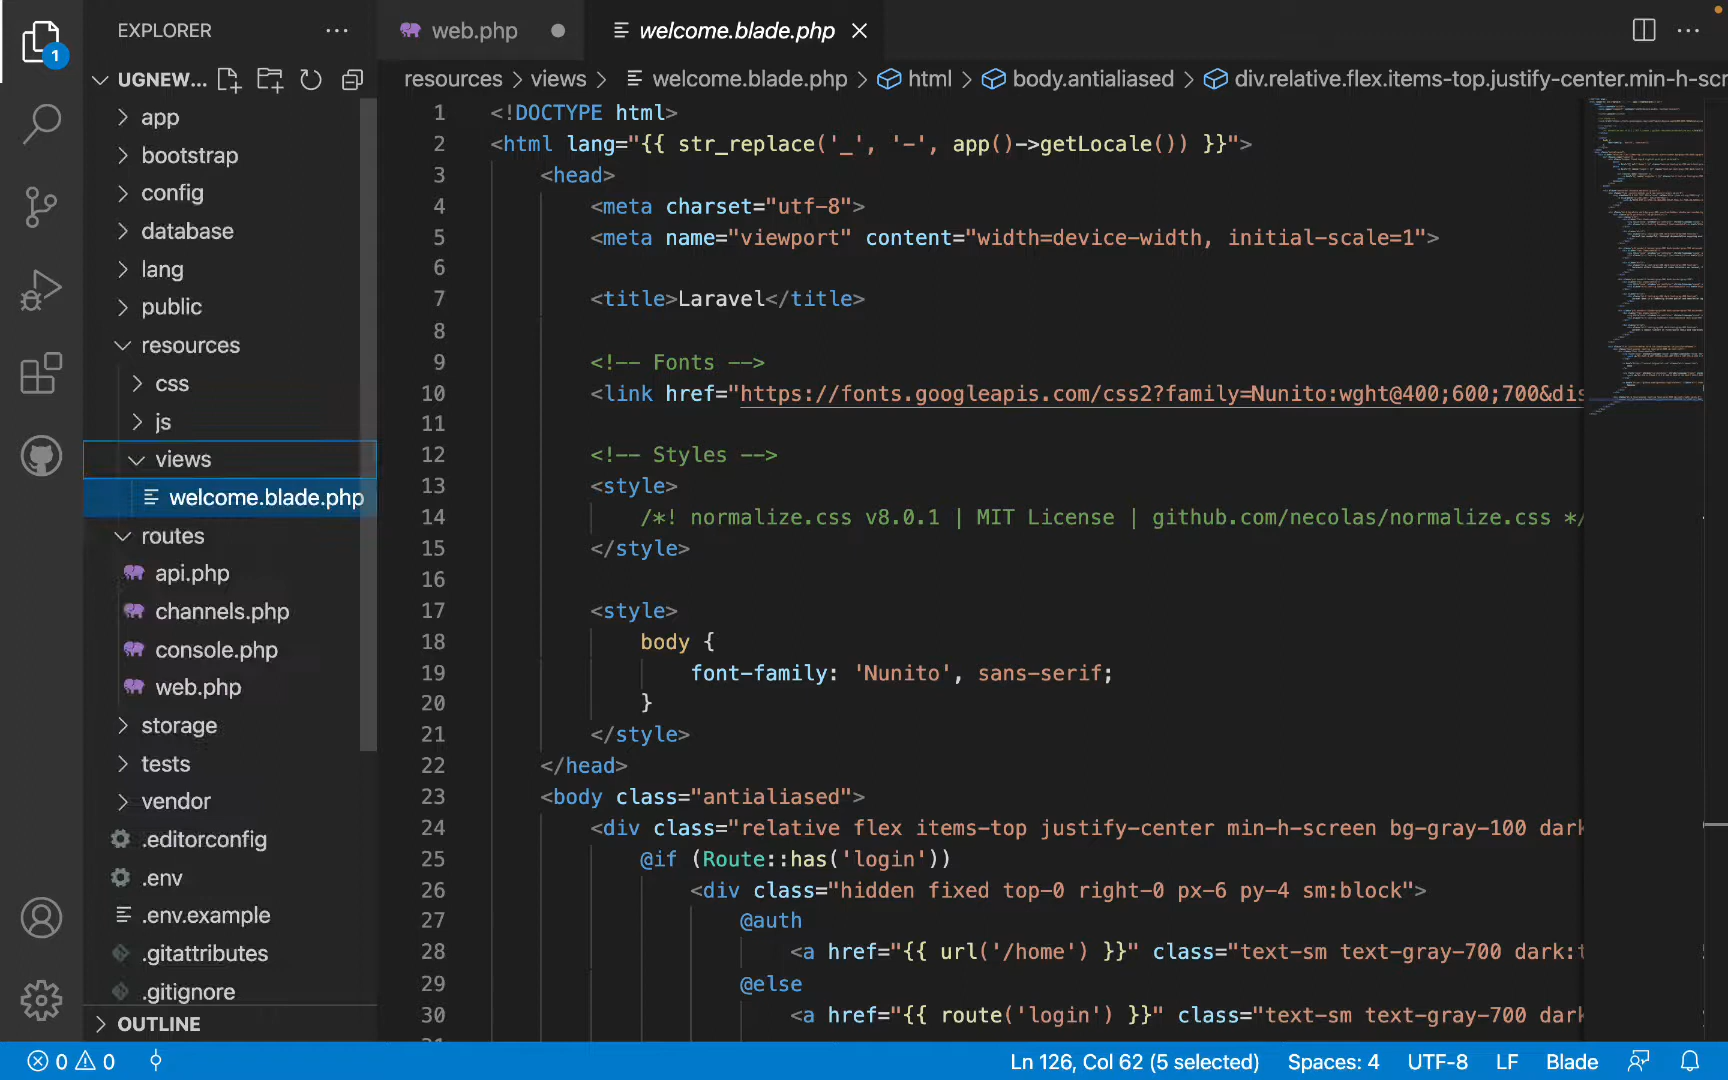 EXPLORER
1
UGNEW...
app
bootstrap
config
database
lang
public
resources
css
js
views
welcome.blade.php
routes
api.php
channels.php
console.php
web.php
storage
tests
vendor
.editorconfig
.env
.env.example
.gitattributes
.gitignore
OUTLINE
web.php
welcome.blade.php
resources > views > welcome.blade.php > html > body.antialiased > div.relative.flex.items-top.justify-center.min-h-scr
1 <!DOCTYPE html>
2 <html lang="{{ str_replace('_', '-', app()->getLocale()) }}">
3 <head>
4 <meta charset="utf-8">
5 <meta name="viewport" content="width=device-width, initial-scale=1">
6
7 <title>Laravel</title>
8
9 <!-- Fonts -->
10 <link href="https://fonts.googleapis.com/css2?family=Nunito:wght@400;600;700&dis
11
12 <!-- Styles -->
13 <style>
14 /*! normalize.css v8.0.1 | MIT License | github.com/necolas/normalize.css */
15 </style>
16
17 <style>
18 body {
19 font-family: 'Nunito', sans-serif;
20 }
21 </style>
22 </head>
23 <body class="antialiased">
24 <div class="relative flex items-top justify-center min-h-screen bg-gray-100 dark
25 @if (Route::has('login'))
26 <div class="hidden fixed top-0 right-0 px-6 py-4 sm:block">
27 @auth
28 <a href="{{ url('/home') }}" class="text-sm text-gray-700 dark:t
29 @else
30 <a href="{{ route('login') }}" class="text-sm text-gray-700 dark
0 0
Ln 126, Col 62 (5 selected) Spaces: 4 UTF-8 LF Blade